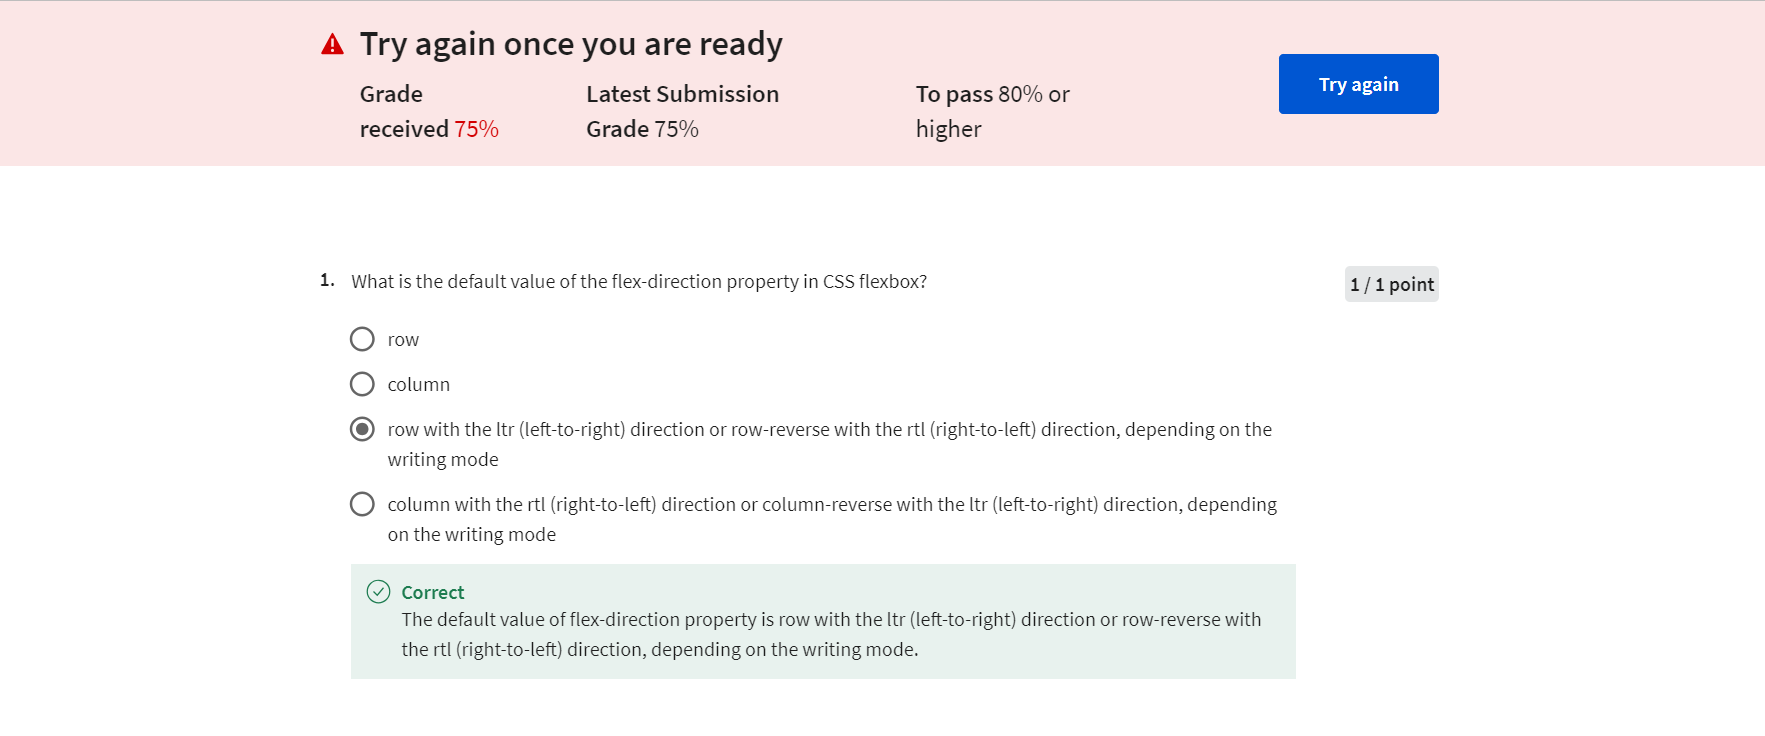 Try again once you are ready
Grade received 75%
Latest Submission Grade 75%
To pass 80% or higher
Try again
1. What is the default value of the flex-direction property in CSS flexbox?
1 / 1 point
row
column
row with the ltr (left-to-right) direction or row-reverse with the rtl (right-to-left) direction, depending on the
writing mode
column with the rtl (right-to-left) direction or column-reverse with the ltr (left-to-right) direction, depending
on the writing mode
Correct
The default value of flex-direction property is row with the ltr (left-to-right) direction or row-reverse with
the rtl (right-to-left) direction, depending on the writing mode.